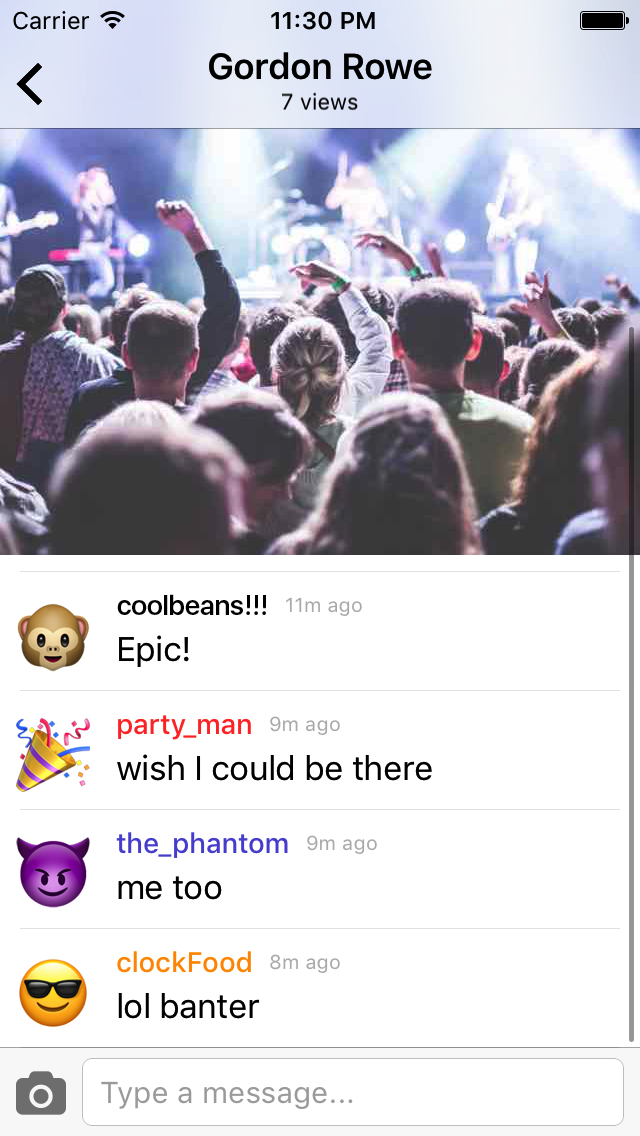 Carrier 11:30 PM
Gordon Rowe
7 views
coolbeans!!! 11m ago
Epic!
party_man 9m ago
wish I could be there
the_phantom 9m ago
me too
clockFood 8m ago
lol banter
Type a message...